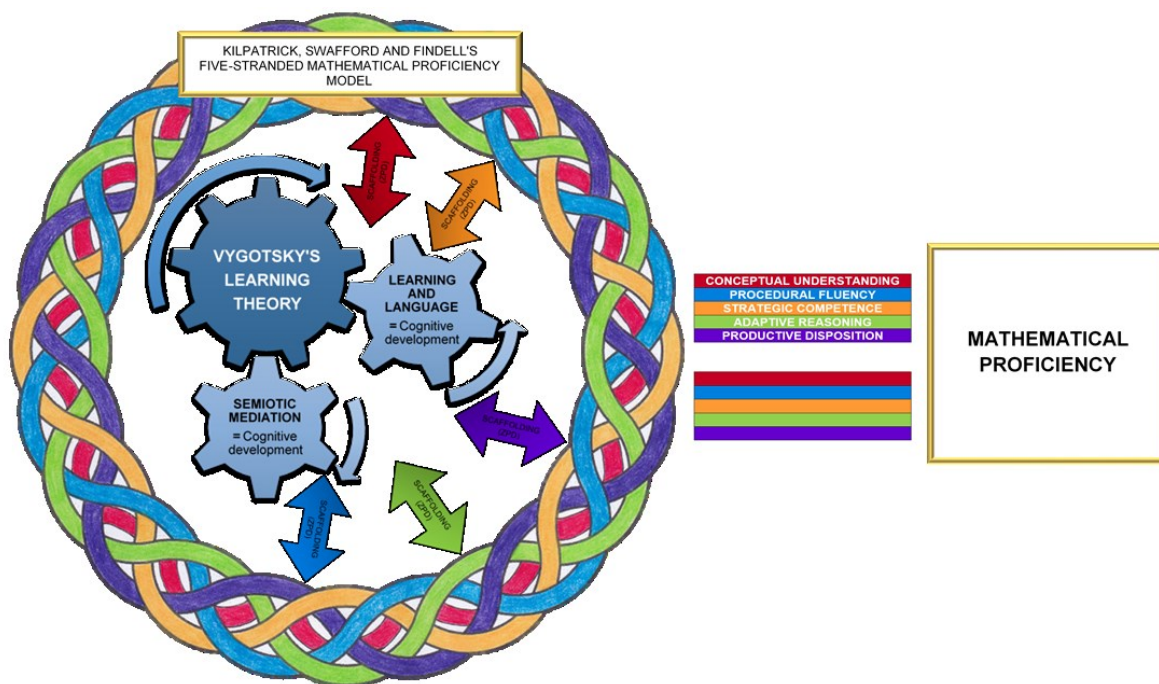 KILPATRICK, SWAFFORD AND FINDELL'S
FIVE-STRANDED MATHEMATICAL PROFICIENCY
MODEL
SCAFFOLDING
(ZPD)
SCAFFOLDING
(ZPD)
VYGOTSKY'S
LEARNING
THEORY
LEARNING
AND
LANGUAGE
= Cognitive
development
SEMIOTIC
MEDIATION
= Cognitive
development
SCAFFOLDING
(ZPD)
SCAFFOLDING
(ZPD)
SCAFFOLDING
(ZPD)
CONCEPTUAL UNDERSTANDING
PROCEDURAL FLUENCY
STRATEGIC COMPETENCE
ADAPTIVE REASONING
PRODUCTIVE DISPOSITION
MATHEMATICAL
PROFICIENCY